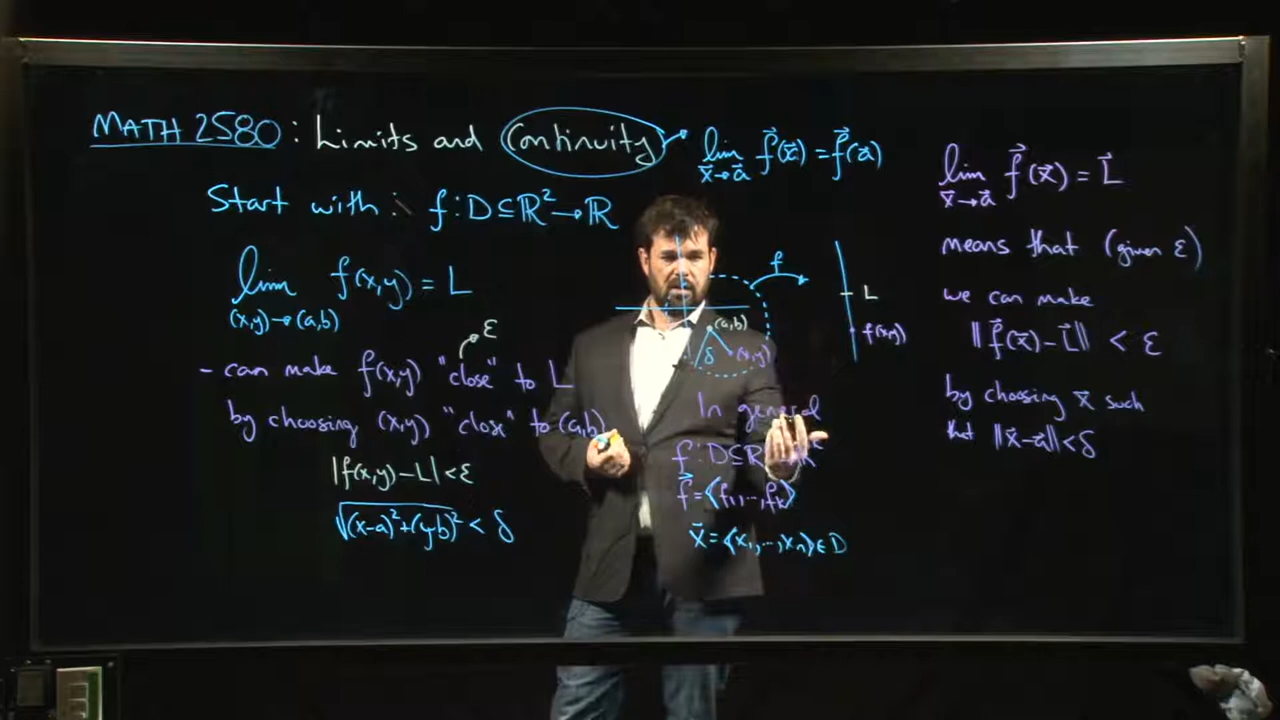 MATH 2580: Limits and Continuity
lim x⃗→a⃗ f⃗(x⃗) = f⃗(a⃗)
Start with : f : D ⊆ ℝ² → ℝ
lim (x,y)→(a,b) f(x,y) = L
ε
- can make f(x,y) "close" to L
by choosing (x,y) "close" to (a,b)
|f(x,y) - L| < ε
√(x-a)²+(y-b)² < δ
f
L
(a,b)
f(x,y)
δ
(x,y)
In general
f : D ⊆ ℝ
f⃗ = ⟨f₁,...,fₖ⟩
x⃗ = ⟨x₁,...,xₙ⟩ ∈ D
lim x⃗→a⃗ f⃗(x⃗) = L⃗
means that (given ε)
we can make
‖f⃗(x⃗) - L⃗‖ < ε
by choosing x⃗ such
that ‖x⃗-a⃗‖ < δ